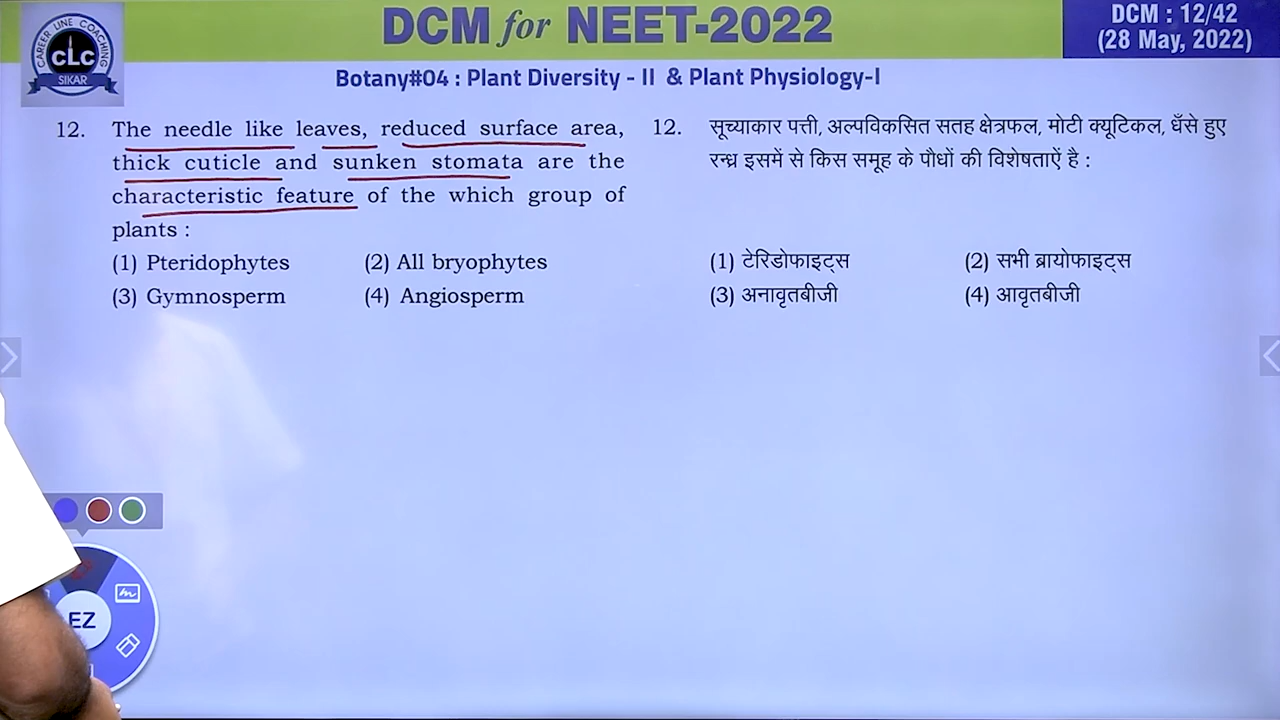 DCM for NEET-2022
DCM : 12/42
(28 May, 2022)
CAREER LINE COACHING
CLC
SIKAR
Botany#04 : Plant Diversity - II & Plant Physiology-I
12. The needle like leaves, reduced surface area,
thick cuticle and sunken stomata are the
characteristic feature of the which group of
plants :
(1) Pteridophytes (2) All bryophytes
(3) Gymnosperm (4) Angiosperm
12. सूच्याकार पत्ती, अल्पविकसित सतह क्षेत्रफल, मोटी क्यूटिकल, धँसे हुए
रन्ध्र इसमें से किस समूह के पौधों की विशेषताऐं है :
(1) टेरिडोफाइट्स (2) सभी ब्रायोफाइट्स
(3) अनावृतबीजी (4) आवृतबीजी
EZ